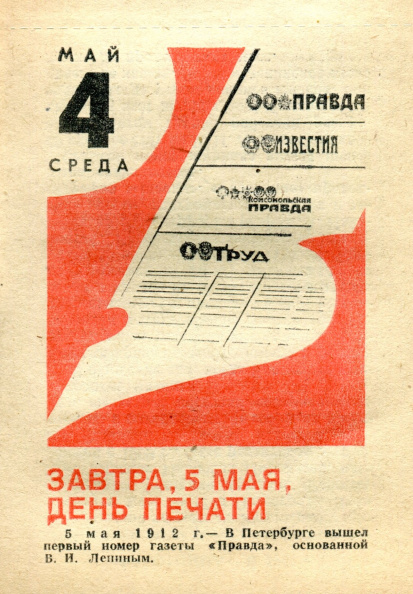 МАЙ
4
СРЕДА
ПРАВДА
ИЗВЕСТИЯ
КОМСОМОЛЬСКАЯ
ПРАВДА
ТРУД
ЗАВТРА, 5 МАЯ,
ДЕНЬ ПЕЧАТИ
5 мая 1912 г.— В Петербурге вышел
первый номер газеты «Правда», основанной
В. И. Лениным.